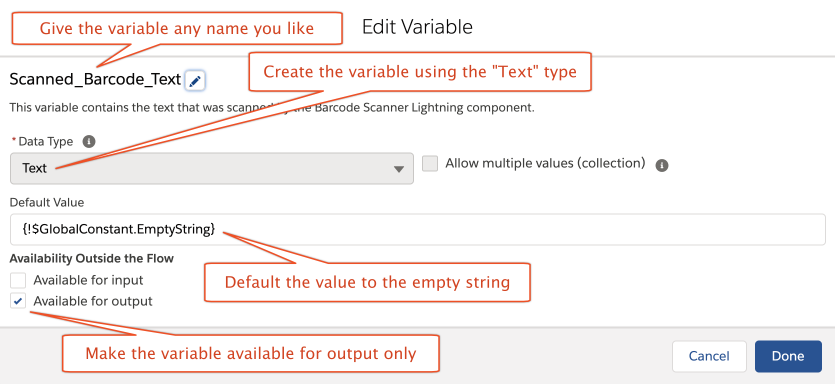 Give the variable any name you like
Edit Variable
Scanned_Barcode_Text
Create the variable using the "Text" type
This variable contains the text that was scanned by the Barcode Scanner Lightning component.
* Data Type
Text
Allow multiple values (collection)
Default Value
{!$GlobalConstant.EmptyString}
Availability Outside the Flow
Available for input
Default the value to the empty string
Available for output
Make the variable available for output only
Cancel
Done